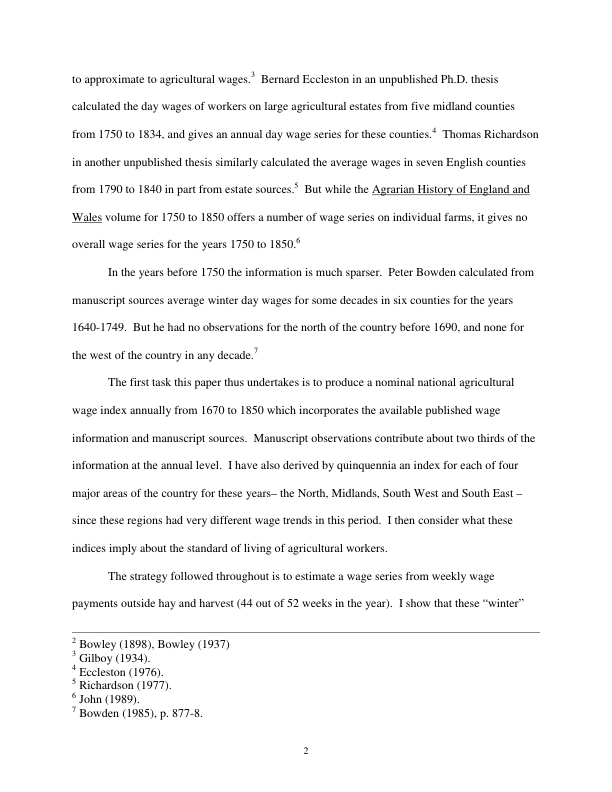 to approximate to agricultural wages.3  Bernard Eccleston in an unpublished Ph.D. thesis
calculated the day wages of workers on large agricultural estates from five midland counties
from 1750 to 1834, and gives an annual day wage series for these counties.4  Thomas Richardson
in another unpublished thesis similarly calculated the average wages in seven English counties
from 1790 to 1840 in part from estate sources.5  But while the Agrarian History of England and
Wales volume for 1750 to 1850 offers a number of wage series on individual farms, it gives no
overall wage series for the years 1750 to 1850.6
In the years before 1750 the information is much sparser.  Peter Bowden calculated from
manuscript sources average winter day wages for some decades in six counties for the years
1640-1749.  But he had no observations for the north of the country before 1690, and none for
the west of the country in any decade.7
The first task this paper thus undertakes is to produce a nominal national agricultural
wage index annually from 1670 to 1850 which incorporates the available published wage
information and manuscript sources.  Manuscript observations contribute about two thirds of the
information at the annual level.  I have also derived by quinquennia an index for each of four
major areas of the country for these years– the North, Midlands, South West and South East –
since these regions had very different wage trends in this period.  I then consider what these
indices imply about the standard of living of agricultural workers.
The strategy followed throughout is to estimate a wage series from weekly wage
payments outside hay and harvest (44 out of 52 weeks in the year).  I show that these “winter”
2 Bowley (1898), Bowley (1937)
3 Gilboy (1934).
4 Eccleston (1976).
5 Richardson (1977).
6 John (1989).
7 Bowden (1985), p. 877-8.
2